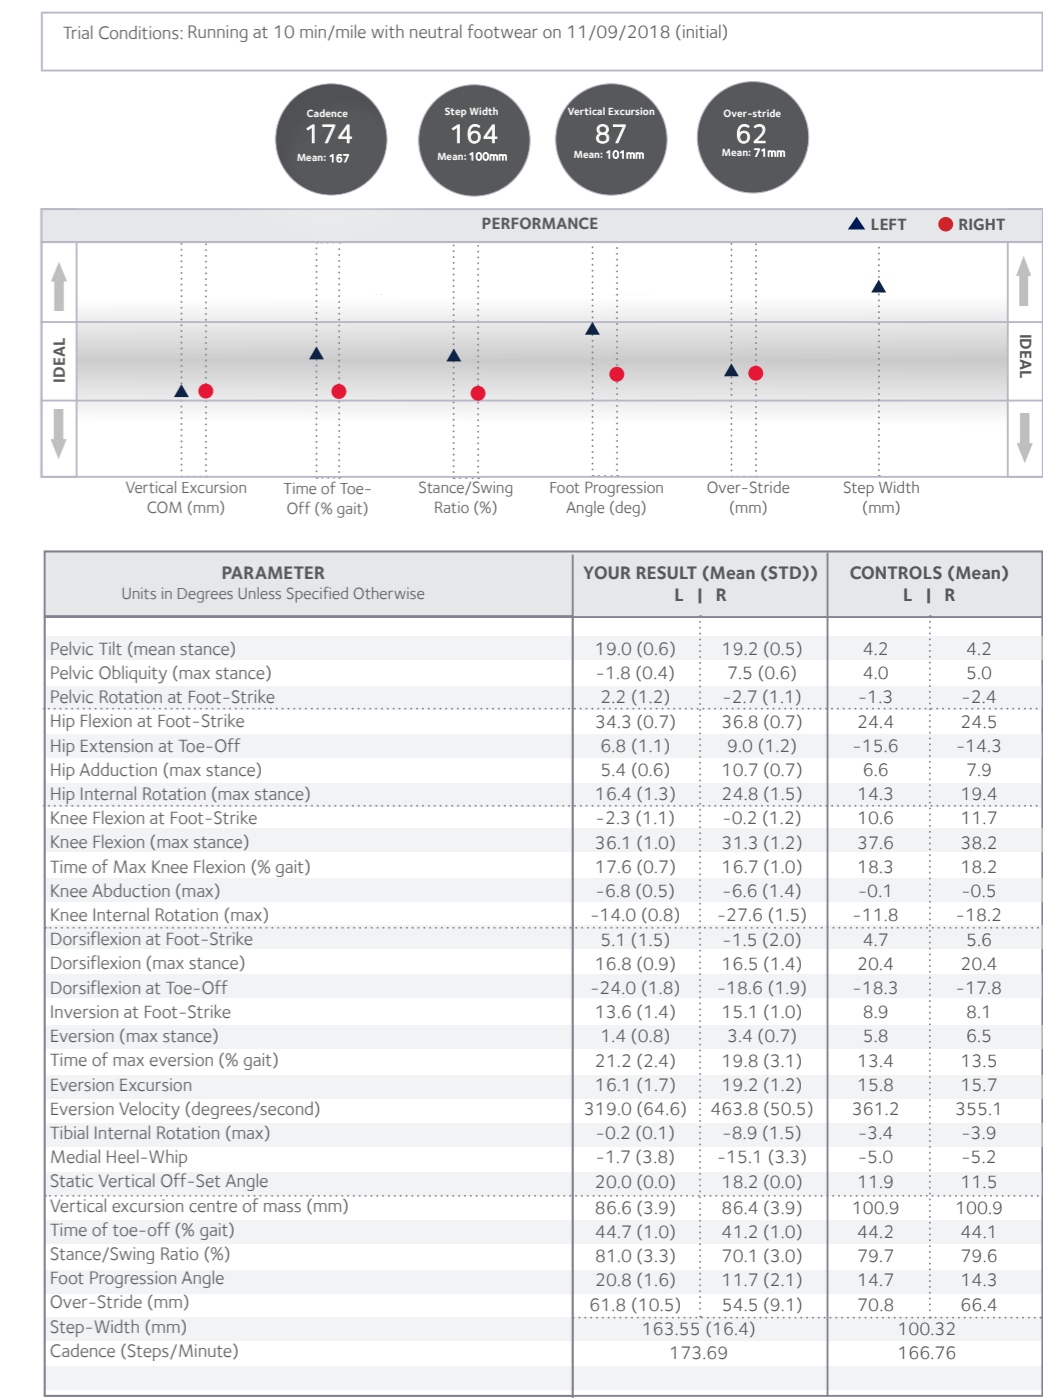 Trial Conditions: Running at 10 min/mile with neutral footwear on 11/09/2018 (initial)
Cadence
174
Mean: 167
Step Width
164
Mean: 100mm
Vertical Excursion
87
Mean: 101mm
Over-stride
62
Mean: 71mm
PERFORMANCE LEFT RIGHT
IDEAL
IDEAL
Vertical Excursion
COM (mm)
Time of Toe-
Off (% gait)
Stance/Swing
Ratio (%)
Foot Progression
Angle (deg)
Over-Stride
(mm)
Step Width
(mm)
PARAMETER YOUR RESULT (Mean (STD)) CONTROLS (Mean)
Units in Degrees Unless Specified Otherwise L | R L | R
Pelvic Tilt (mean stance) 19.0 (0.6) 19.2 (0.5) 4.2 4.2
Pelvic Obliquity (max stance) -1.8 (0.4) 7.5 (0.6) 4.0 5.0
Pelvic Rotation at Foot-Strike 2.2 (1.2) -2.7 (1.1) -1.3 -2.4
Hip Flexion at Foot-Strike 34.3 (0.7) 36.8 (0.7) 24.4 24.5
Hip Extension at Toe-Off 6.8 (1.1) 9.0 (1.2) -15.6 -14.3
Hip Adduction (max stance) 5.4 (0.6) 10.7 (0.7) 6.6 7.9
Hip Internal Rotation (max stance) 16.4 (1.3) 24.8 (1.5) 14.3 19.4
Knee Flexion at Foot-Strike -2.3 (1.1) -0.2 (1.2) 10.6 11.7
Knee Flexion (max stance) 36.1 (1.0) 31.3 (1.2) 37.6 38.2
Time of Max Knee Flexion (% gait) 17.6 (0.7) 16.7 (1.0) 18.3 18.2
Knee Abduction (max) -6.8 (0.5) -6.6 (1.4) -0.1 -0.5
Knee Internal Rotation (max) -14.0 (0.8) -27.6 (1.5) -11.8 -18.2
Dorsiflexion at Foot-Strike 5.1 (1.5) -1.5 (2.0) 4.7 5.6
Dorsiflexion (max stance) 16.8 (0.9) 16.5 (1.4) 20.4 20.4
Dorsiflexion at Toe-Off -24.0 (1.8) -18.6 (1.9) -18.3 -17.8
Inversion at Foot-Strike 13.6 (1.4) 15.1 (1.0) 8.9 8.1
Eversion (max stance) 1.4 (0.8) 3.4 (0.7) 5.8 6.5
Time of max eversion (% gait) 21.2 (2.4) 19.8 (3.1) 13.4 13.5
Eversion Excursion 16.1 (1.7) 19.2 (1.2) 15.8 15.7
Eversion Velocity (degrees/second) 319.0 (64.6) 463.8 (50.5) 361.2 355.1
Tibial Internal Rotation (max) -0.2 (0.1) -8.9 (1.5) -3.4 -3.9
Medial Heel-Whip -1.7 (3.8) -15.1 (3.3) -5.0 -5.2
Static Vertical Off-Set Angle 20.0 (0.0) 18.2 (0.0) 11.9 11.5
Vertical excursion centre of mass (mm) 86.6 (3.9) 86.4 (3.9) 100.9 100.9
Time of toe-off (% gait) 44.7 (1.0) 41.2 (1.0) 44.2 44.1
Stance/Swing Ratio (%) 81.0 (3.3) 70.1 (3.0) 79.7 79.6
Foot Progression Angle 20.8 (1.6) 11.7 (2.1) 14.7 14.3
Over-Stride (mm) 61.8 (10.5) 54.5 (9.1) 70.8 66.4
Step-Width (mm) 163.55 (16.4) 100.32
Cadence (Steps/Minute) 173.69 166.76